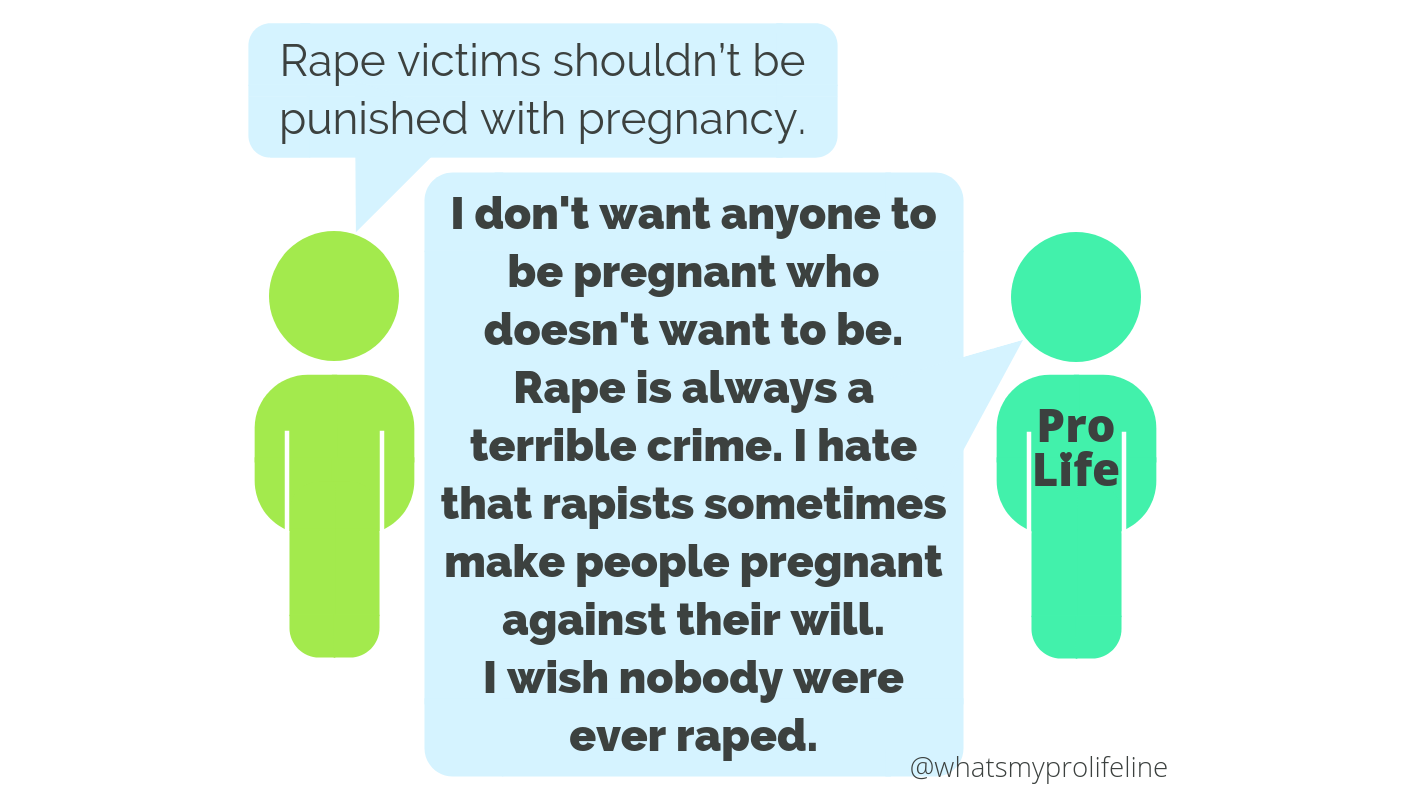 Rape victims shouldn’t be
punished with pregnancy.
I don't want anyone to
be pregnant who
doesn't want to be.
Rape is always a
terrible crime. I hate
that rapists sometimes
make people pregnant
against their will.
I wish nobody were
ever raped.
Pro
Life
@whatsmyprolifeline